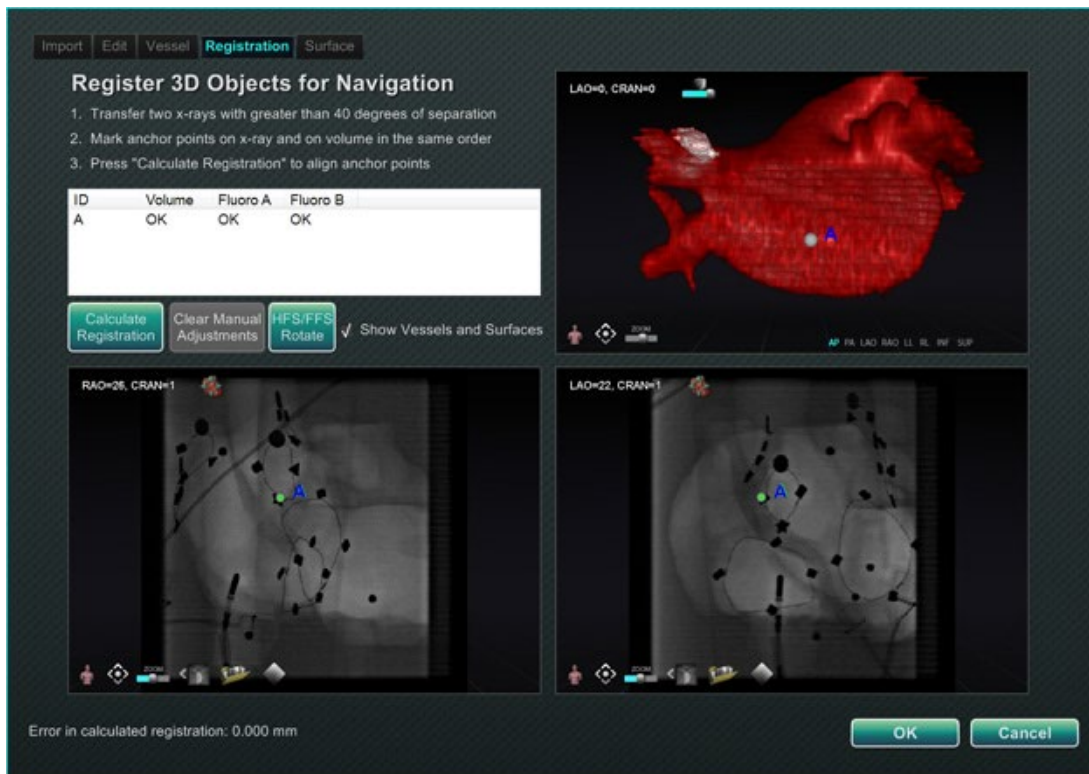 Import Edit Vessel Registration Surface
Register 3D Objects for Navigation
1. Transfer two x-rays with greater than 40 degrees of separation
2. Mark anchor points on x-ray and on volume in the same order
3. Press "Calculate Registration" to align anchor points
ID Volume Fluoro A Fluoro B
A OK OK OK
Calculate Registration
Clear Manual Adjustments
HFS/FFS Rotate
Show Vessels and Surfaces
LAO=0, CRAN=0
A
ZOOM
AP PA LAO RAO LL RL INF SUP
RAO=26, CRAN=1
A
ZOOM
LAO=22, CRAN=1
L
A
ZOOM
Error in calculated registration: 0.000 mm
OK
Cancel